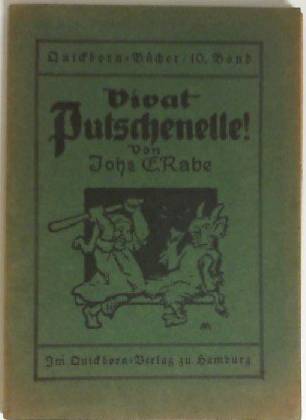 Quickborn-Bücher / 10. Band
Vivat
Putschenelle!
von
Johs E. Rabe
Im Quickborn-Verlag zu Hamburg